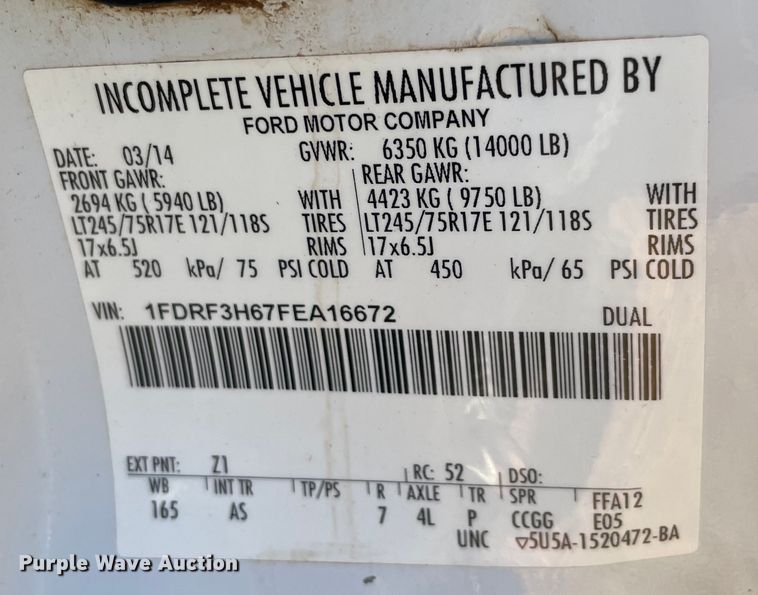 INCOMPLETE VEHICLE MANUFACTURED BY
FORD MOTOR COMPANY
DATE: 03/14 GVWR: 6350 KG (14000 LB)
FRONT GAWR: REAR GAWR:
2694 KG ( 5940 LB) WITH 4423 KG ( 9750 LB) WITH
LT245/75R17E 121/118S TIRES LT245/75R17E 121/118S TIRES
17x6.5J RIMS 17x6.5J RIMS
AT 520 kPa/ 75 PSI COLD AT 450 kPa/ 65 PSI COLD
VIN: 1FDRF3H67FEA16672 DUAL
EXT PNT: Z1 RC: 52 DSO:
WB INT TR TP/PS R AXLE TR SPR FFA12
165 AS 7 4L P CCGG E05
UNC ▽5U5A-1520472-BA
Purple Wave Auction